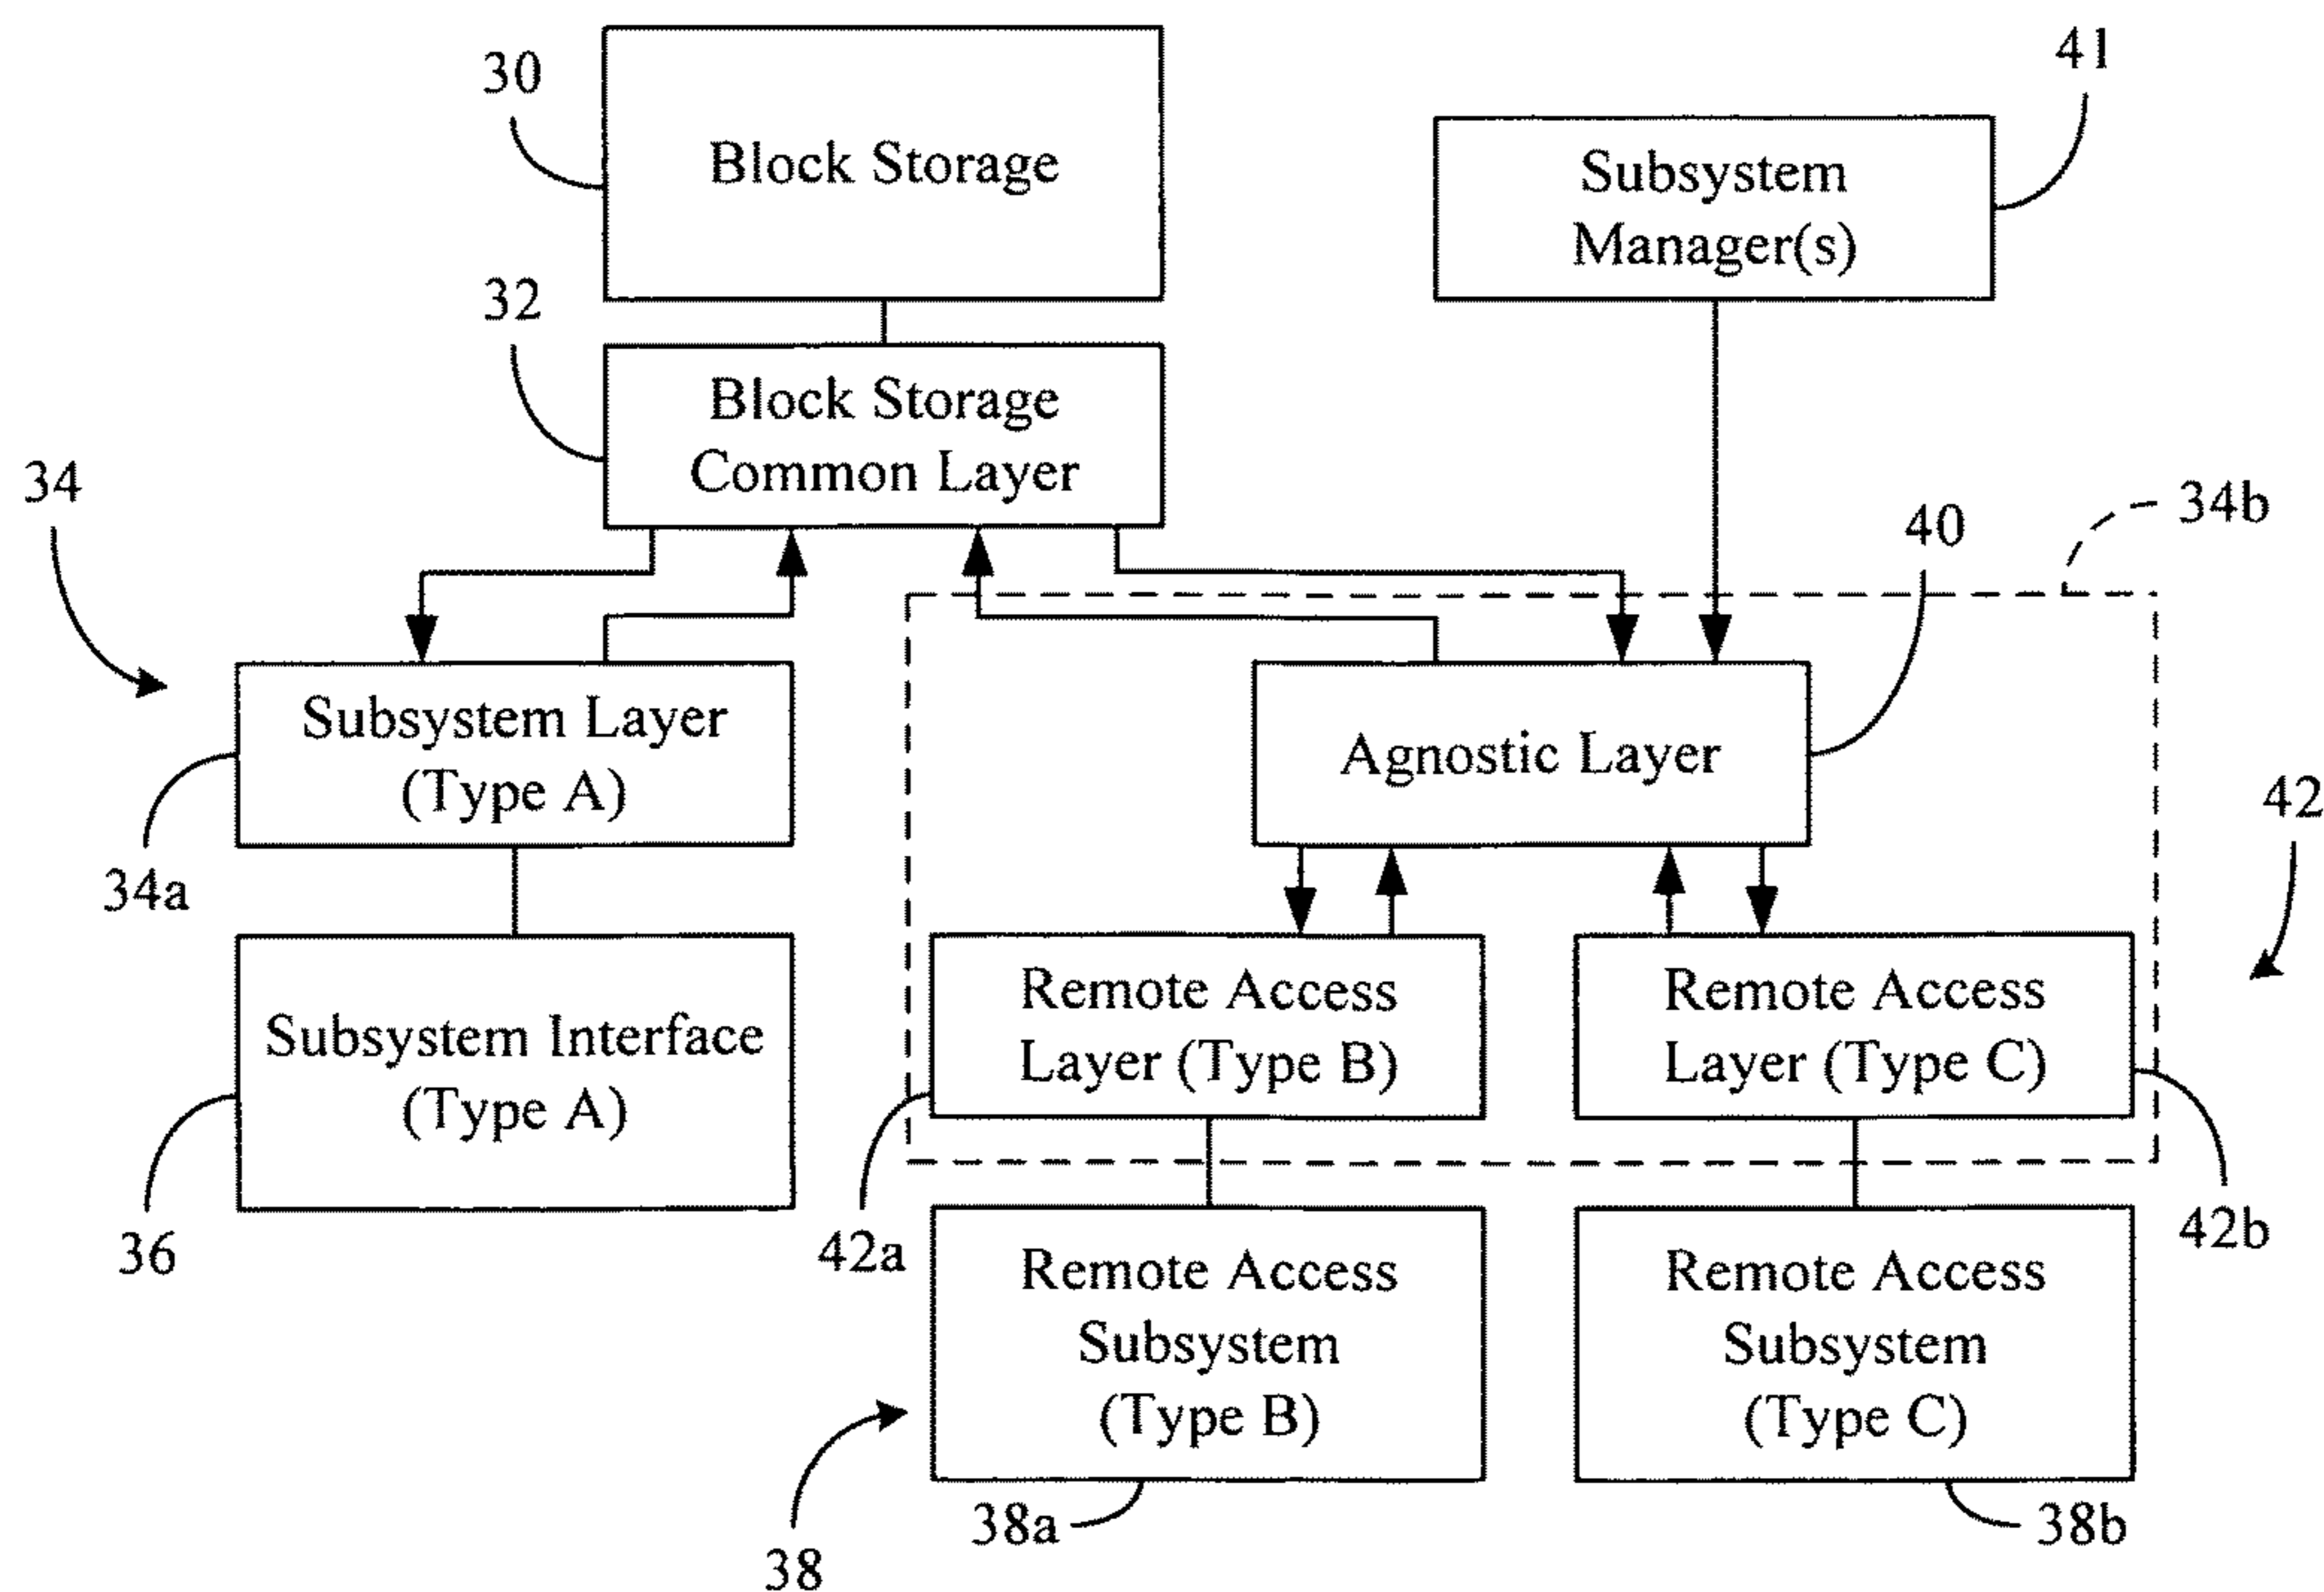 30
Block Storage
41
Subsystem
Manager(s)
32
Block Storage
Common Layer
34
34b
40
Subsystem Layer
(Type A)
34a
Agnostic Layer
42
Subsystem Interface
(Type A)
36
Remote Access
Layer (Type B)
Remote Access
Layer (Type C)
42a
42b
Remote Access
Subsystem
(Type B)
Remote Access
Subsystem
(Type C)
38
38a
38b